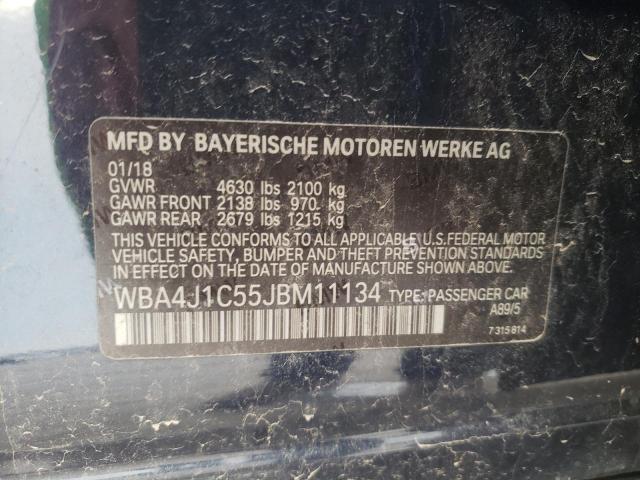 MFD BY BAYERISCHE MOTOREN WERKE AG
01/18
GVWR 4630 lbs 2100 kg
GAWR FRONT 2138 lbs 970 kg
GAWR REAR 2679 lbs 1215 kg
THIS VEHICLE CONFORMS TO ALL APPLICABLE U.S.FEDERAL MOTOR
VEHICLE SAFETY, BUMPER AND THEFT PREVENTION STANDARDS
IN EFFECT ON THE DATE OF MANUFACTURE SHOWN ABOVE.
WBA4J1C55JBM11134 TYPE: PASSENGER CAR
A89/5
7315814